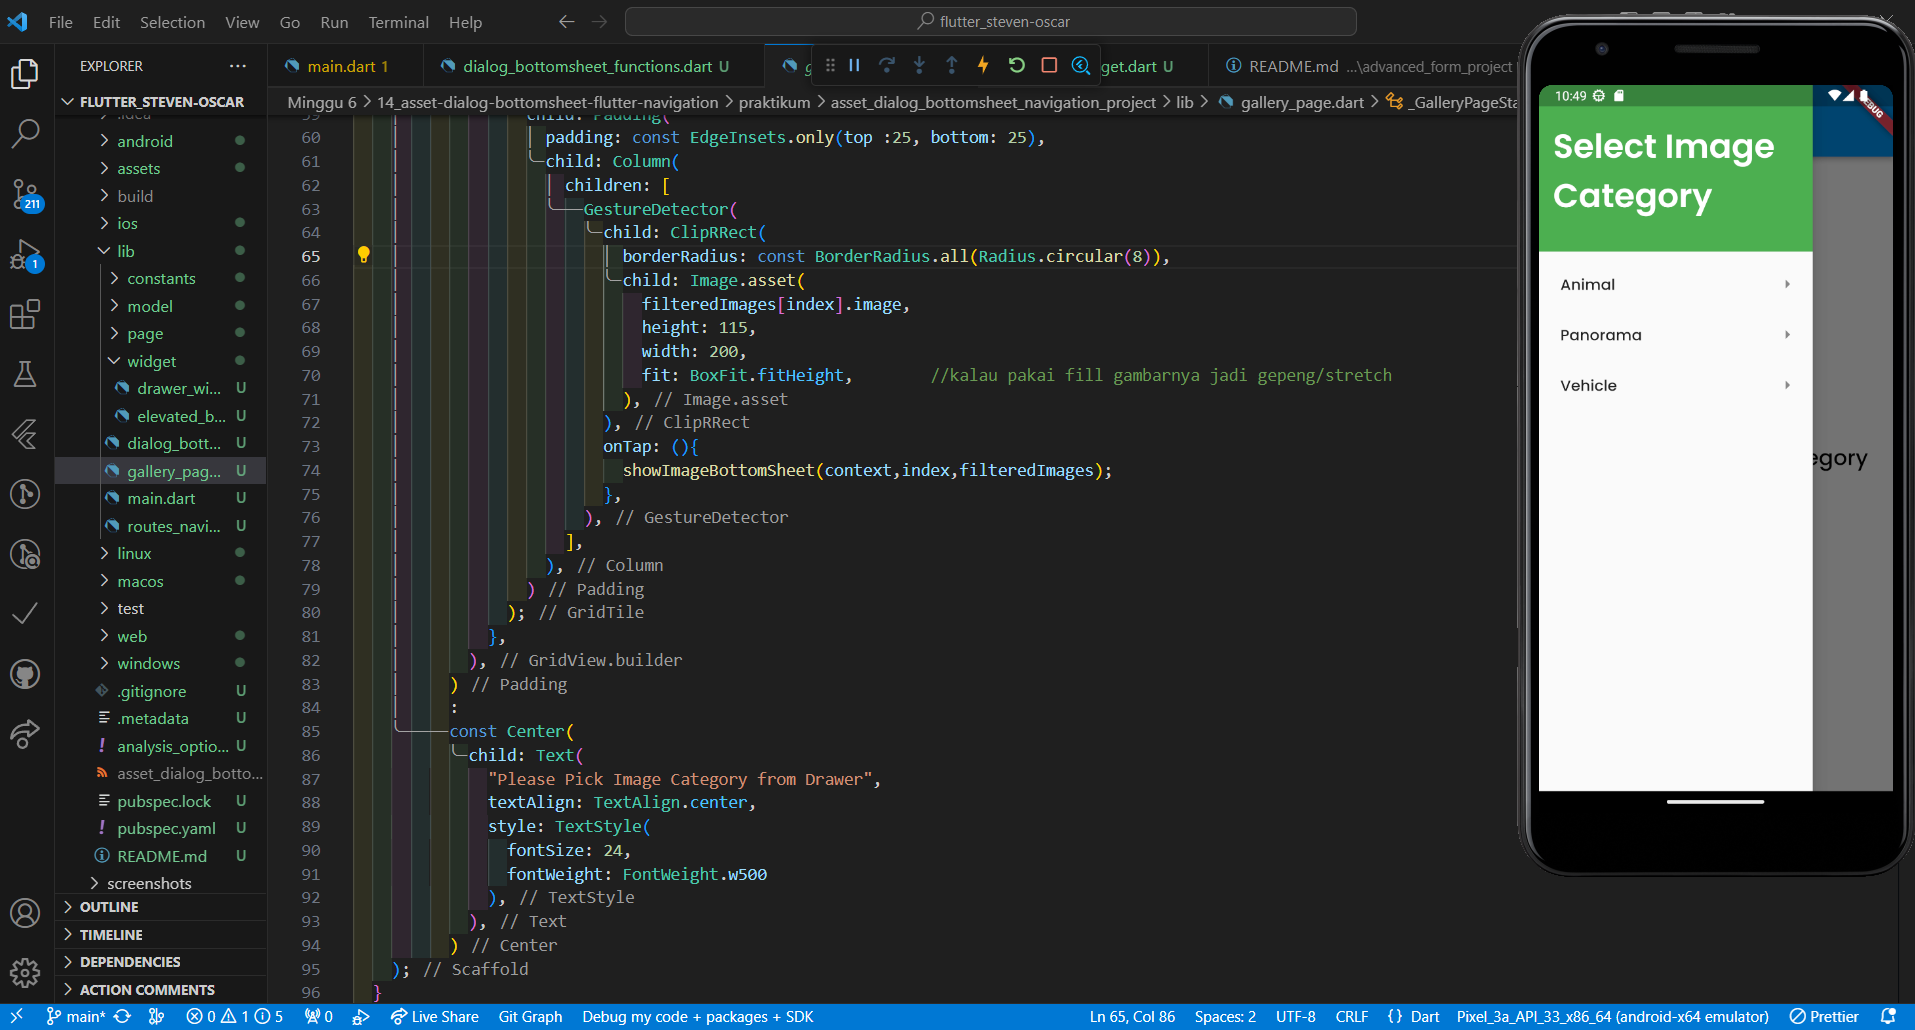 File Edit Selection View Go Run Terminal Help
flutter_steven-oscar
EXPLORER
main.dart 1
dialog_bottomsheet_functions.dart U
get.dart U
README.md ...\advanced_form_project
FLUTTER_STEVEN-OSCAR
Minggu 6 > 14_asset-dialog-bottomsheet-flutter-navigation > praktikum > asset_dialog_bottomsheet_navigation_project > lib > gallery_page.dart > _GalleryPageSta
.idea
android
assets
build
ios
lib
constants
model
page
widget
drawer_wi... U
elevated_b... U
dialog_bott... U
gallery_pag... U
main.dart U
routes_navi... U
linux
macos
test
web
windows
.gitignore U
.metadata U
analysis_optio... U
asset_dialog_botto...
pubspec.lock U
pubspec.yaml U
README.md U
screenshots
OUTLINE
TIMELINE
DEPENDENCIES
ACTION COMMENTS
211
1
59 child: Padding(
60 padding: const EdgeInsets.only(top :25, bottom: 25),
61 child: Column(
62 children: [
63 GestureDetector(
64 child: ClipRRect(
65 borderRadius: const BorderRadius.all(Radius.circular(8)),
66 child: Image.asset(
67 filteredImages[index].image,
68 height: 115,
69 width: 200,
70 fit: BoxFit.fitHeight, //kalau pakai fill gambarnya jadi gepeng/stretch
71 ), // Image.asset
72 ), // ClipRRect
73 onTap: (){
74 showImageBottomSheet(context,index,filteredImages);
75 },
76 ), // GestureDetector
77 ],
78 ), // Column
79 ) // Padding
80 ); // GridTile
81 },
82 ), // GridView.builder
83 ) // Padding
84 :
85 const Center(
86 child: Text(
87 "Please Pick Image Category from Drawer",
88 textAlign: TextAlign.center,
89 style: TextStyle(
90 fontSize: 24,
91 fontWeight: FontWeight.w500
92 ), // TextStyle
93 ), // Text
94 ) // Center
95 ); // Scaffold
96 }
10:49
DEBUG
Select Image
Category
Animal
Panorama
Vehicle
egory
main* 0 1 5 0 Live Share Git Graph Debug my code + packages + SDK Ln 65, Col 86 Spaces: 2 UTF-8 CRLF {} Dart Pixel_3a_API_33_x86_64 (android-x64 emulator) Prettier